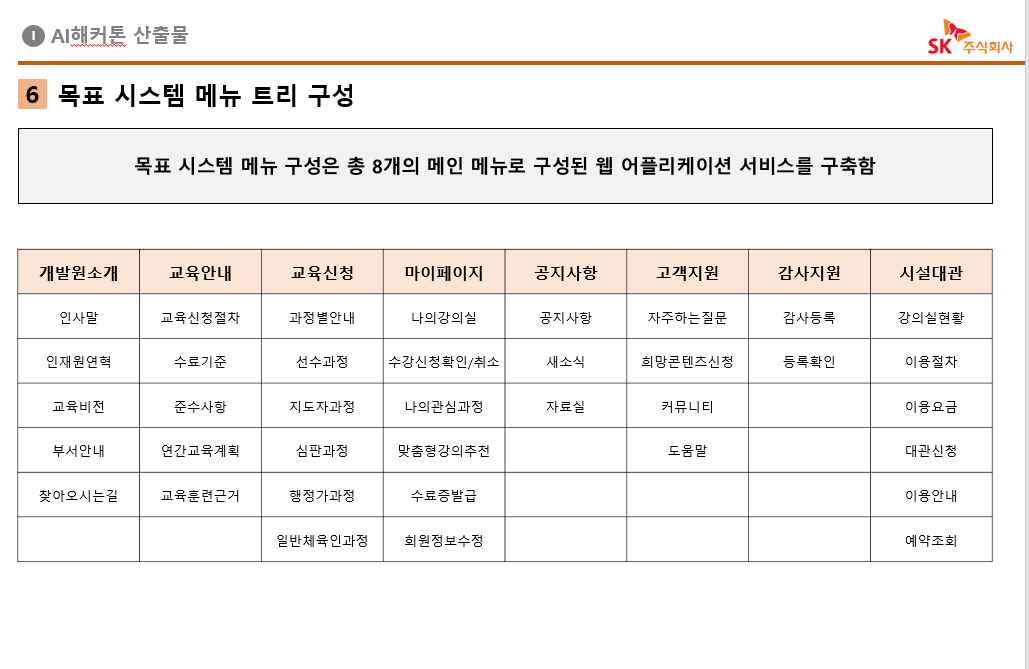 I AI해커톤 산출물
SK 주식회사
6 목표 시스템 메뉴 트리 구성
목표 시스템 메뉴 구성은 총 8개의 메인 메뉴로 구성된 웹 어플리케이션 서비스를 구축함
개발원소개 교육안내 교육신청 마이페이지 공지사항 고객지원 감사지원 시설대관
인사말 교육신청절차 과정별안내 나의강의실 공지사항 자주하는질문 감사등록 강의실현황
인재원연혁 수료기준 선수과정 수강신청확인/취소 새소식 희망콘텐츠신청 등록확인 이용절차
교육비전 준수사항 지도자과정 나의관심과정 자료실 커뮤니티 이용요금
부서안내 연간교육계획 심판과정 맞춤형강의추천 도움말 대관신청
찾아오시는길 교육훈련근거 행정가과정 수료증발급 이용안내
일반체육인과정 회원정보수정 예약조회